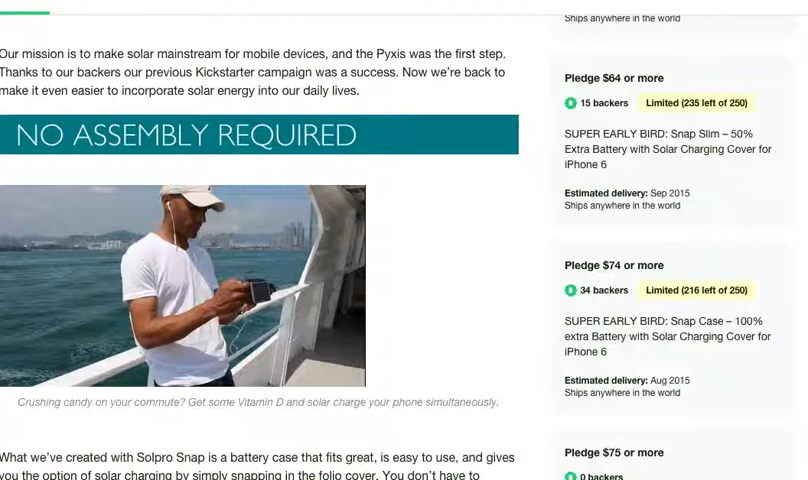 Our mission is to make solar mainstream for mobile devices, and the Pyxis was the first step.
Thanks to our backers our previous Kickstarter campaign was a success. Now we're back to
make it even easier to incorporate solar energy into our daily lives.
NO ASSEMBLY REQUIRED
Crushing candy on your commute? Get some Vitamin D and solar charge your phone simultaneously.
What we've created with Solpro Snap is a battery case that fits great, is easy to use, and gives
you the option of solar charging by simply snapping in the folio cover. You don't have to
Ships anywhere in the world
Pledge $64 or more
15 backers Limited (235 left of 250)
SUPER EARLY BIRD: Snap Slim – 50%
Extra Battery with Solar Charging Cover for
iPhone 6
Estimated delivery: Sep 2015
Ships anywhere in the world
Pledge $74 or more
34 backers Limited (216 left of 250)
SUPER EARLY BIRD: Snap Case – 100%
extra Battery with Solar Charging Cover for
iPhone 6
Estimated delivery: Aug 2015
Ships anywhere in the world
Pledge $75 or more
0 backers